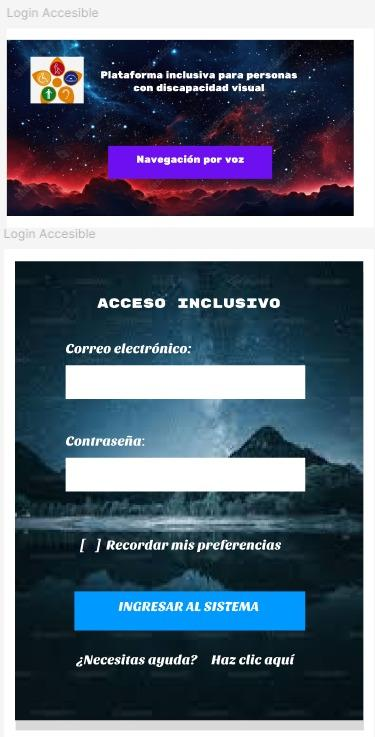 Login Accesible
Plataforma inclusiva para personas
con discapacidad visual
Navegación por voz
Login Accesible
ACCESO INCLUSIVO
Correo electrónico:
Contraseña:
[ ] Recordar mis preferencias
INGRESAR AL SISTEMA
¿Necesitas ayuda? Haz clic aquí